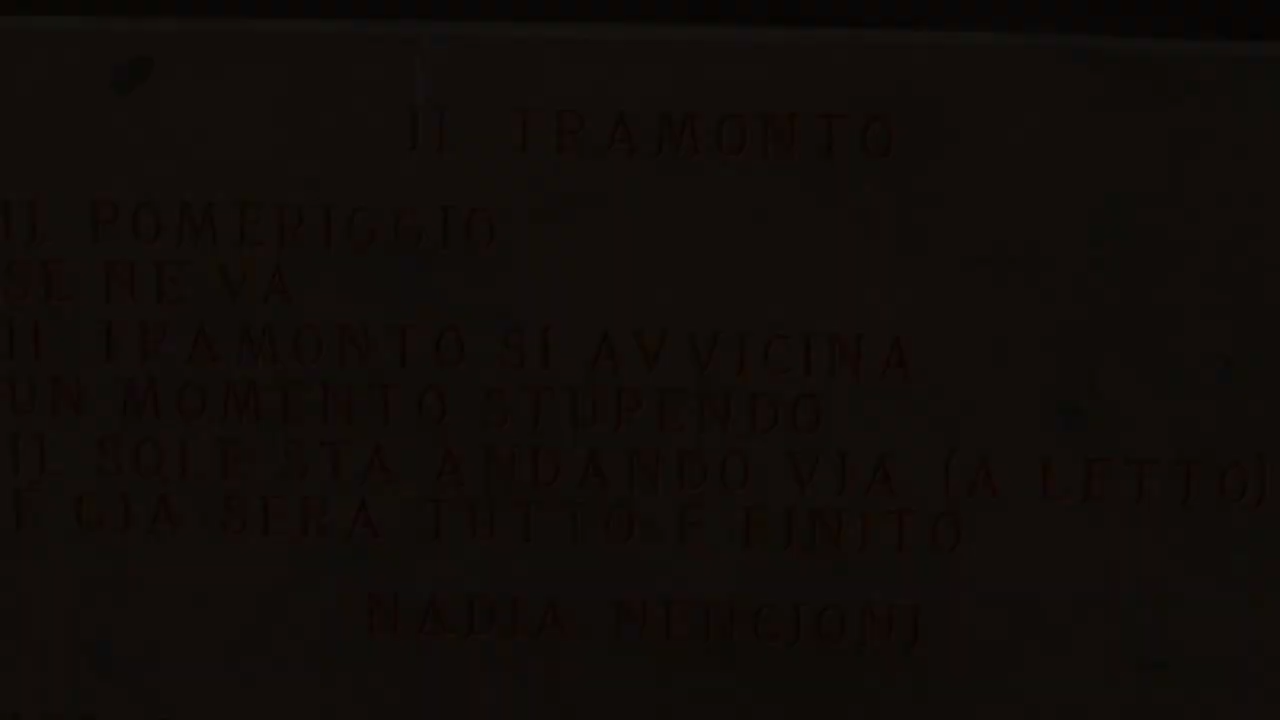 IL TRAMONTO
IL POMERIGGIO
SE NE VA
IL TRAMONTO SI AVVICINA
UN MOMENTO STUPENDO
IL SOLE STA ANDANDO VIA (A LETTO)
E GIA SERA TUTTO E FINITO
NADIA NENCIONI